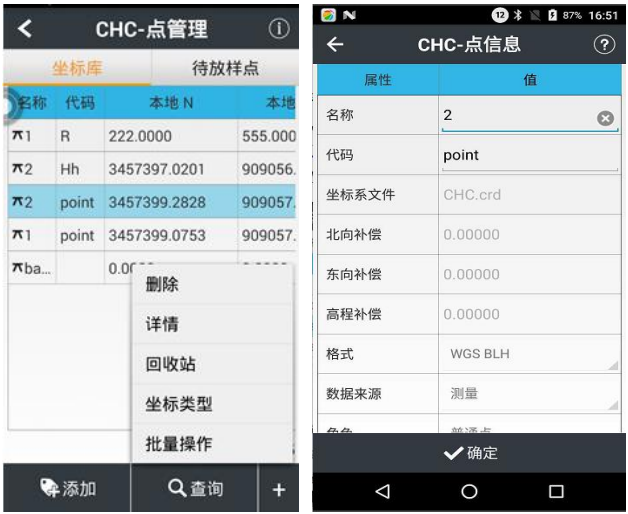 CHC-点管理
坐标库 待放样点
名称 代码 本地 N 本地
1 R 222.0000 555.000
2 Hh 3457397.0201 909056.
2 point 3457399.2828 909057.
1 point 3457399.0753 909057.
ba...
删除
详情
回收站
坐标类型
批量操作
添加 查询 +
12 87% 16:51
CHC-点信息
属性 值
名称 2
代码 point
坐标系文件 CHC.crd
北向补偿 0.00000
东向补偿 0.00000
高程补偿 0.00000
格式 WGS BLH
数据来源 测量
确定